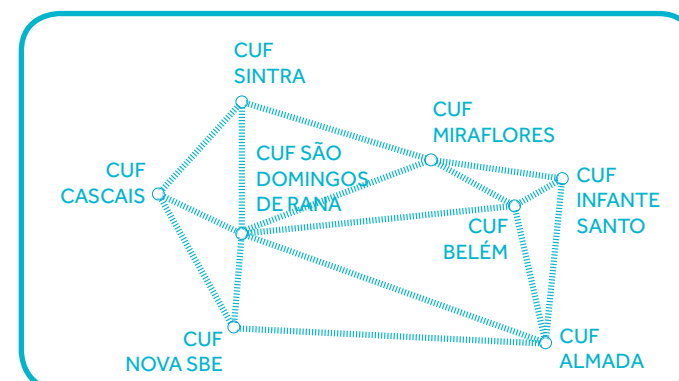 CUF
SINTRA
CUF
MIRAFLORES
CUF SÃO
DOMINGOS
DE RANA
CUF
CASCAIS
CUF
INFANTE
SANTO
CUF
BELÉM
CUF
NOVA SBE
CUF
ALMADA